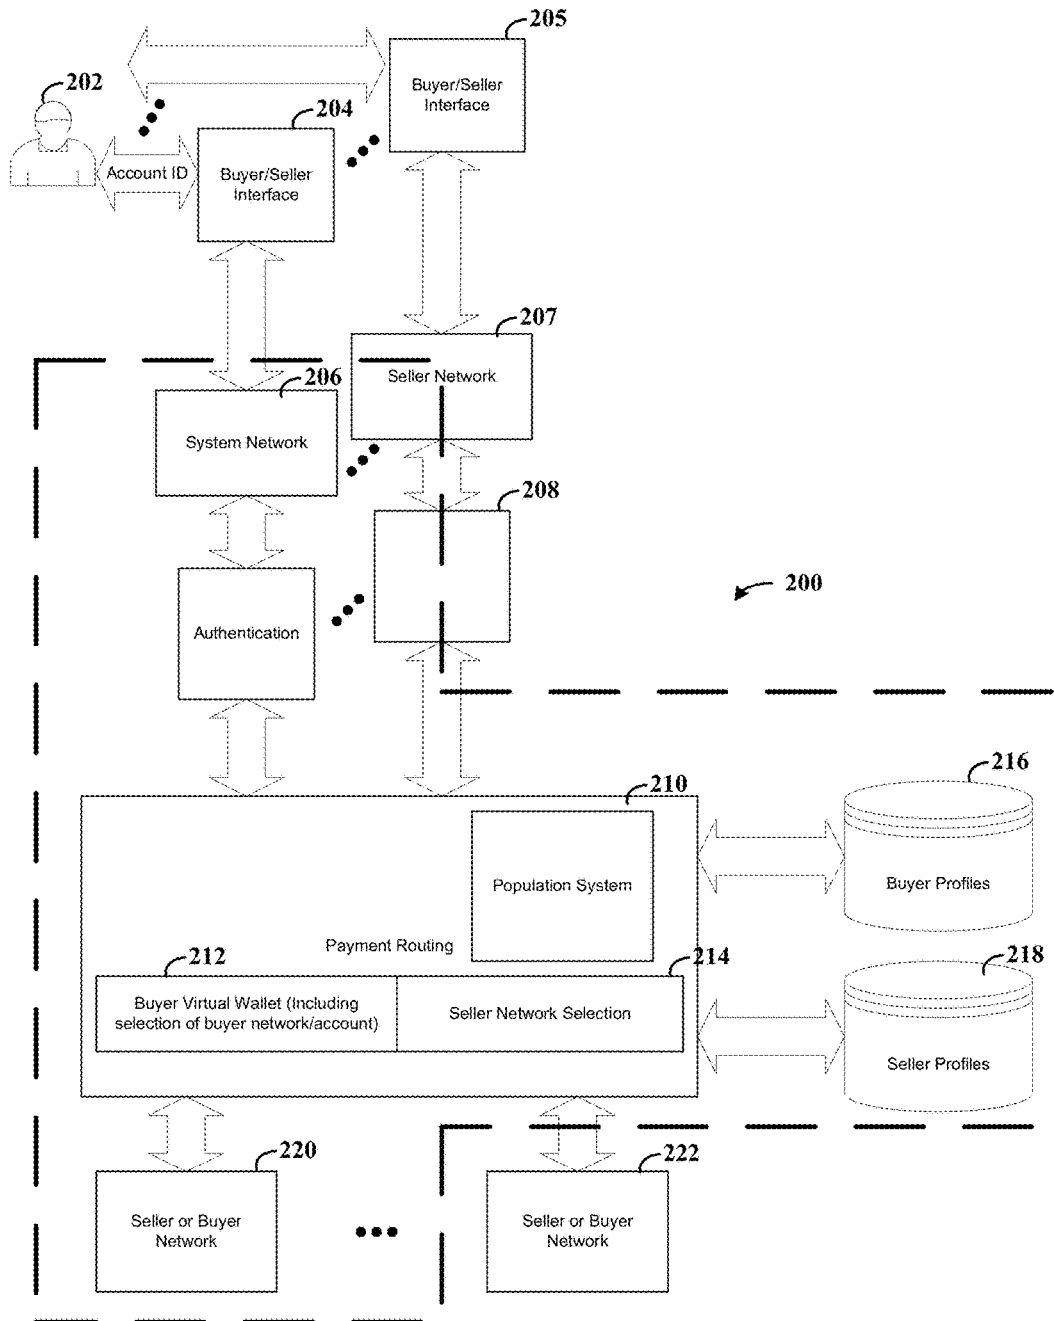 205
Buyer/Seller
Interface
202
204
Account ID
Buyer/Seller
Interface
207
Seller Network
206
System Network
208
Authentication
200
210
216
Population System
Buyer Profiles
Payment Routing
212
214
218
Buyer Virtual Wallet (Including
selection of buyer network/account)
Seller Network Selection
Seller Profiles
220
222
Seller or Buyer
Network
Seller or Buyer
Network